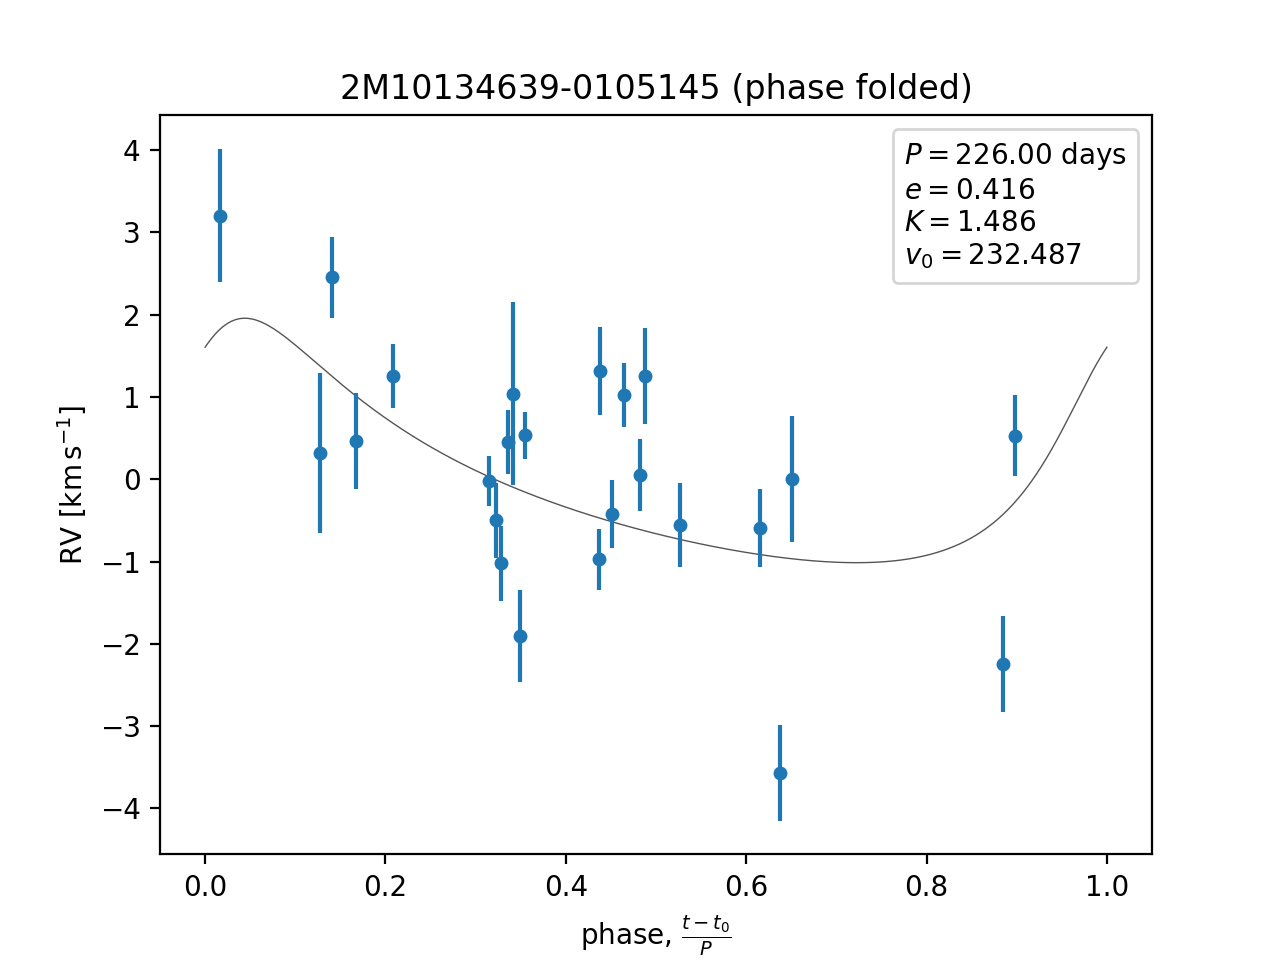 2M10134639-0105145 (phase folded)
P = 226.00 days
e = 0.416
K = 1.486
v₀ = 232.487
4
3
2
1
0
−1
−2
−3
−4
RV [km s⁻¹]
0.0 0.2 0.4 0.6 0.8 1.0
phase, (t − t₀)/P